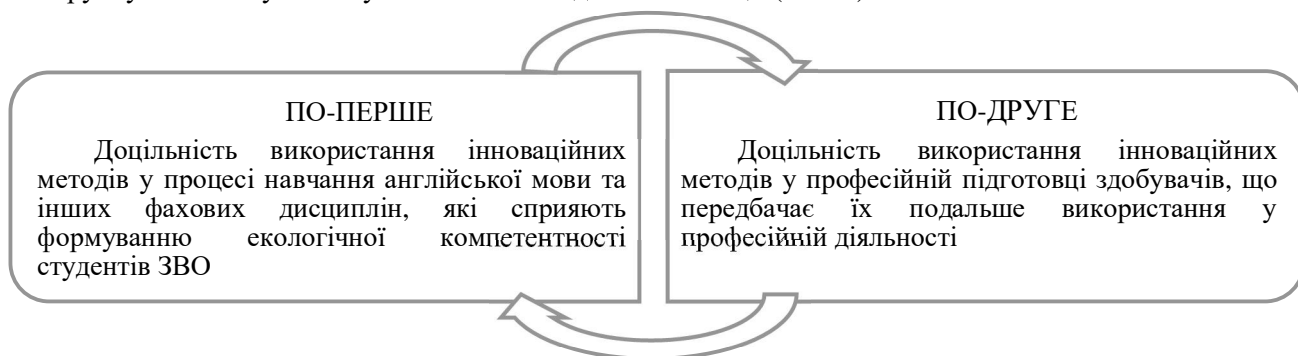 ПО-ПЕРШЕ
Доцільність використання інноваційних
методів у процесі навчання англійської мови та
інших фахових дисциплін, які сприяють
формуванню екологічної компетентності
студентів ЗВО
ПО-ДРУГЕ
Доцільність використання інноваційних
методів у професійній підготовці здобувачів, що
передбачає їх подальше використання у
професійній діяльності